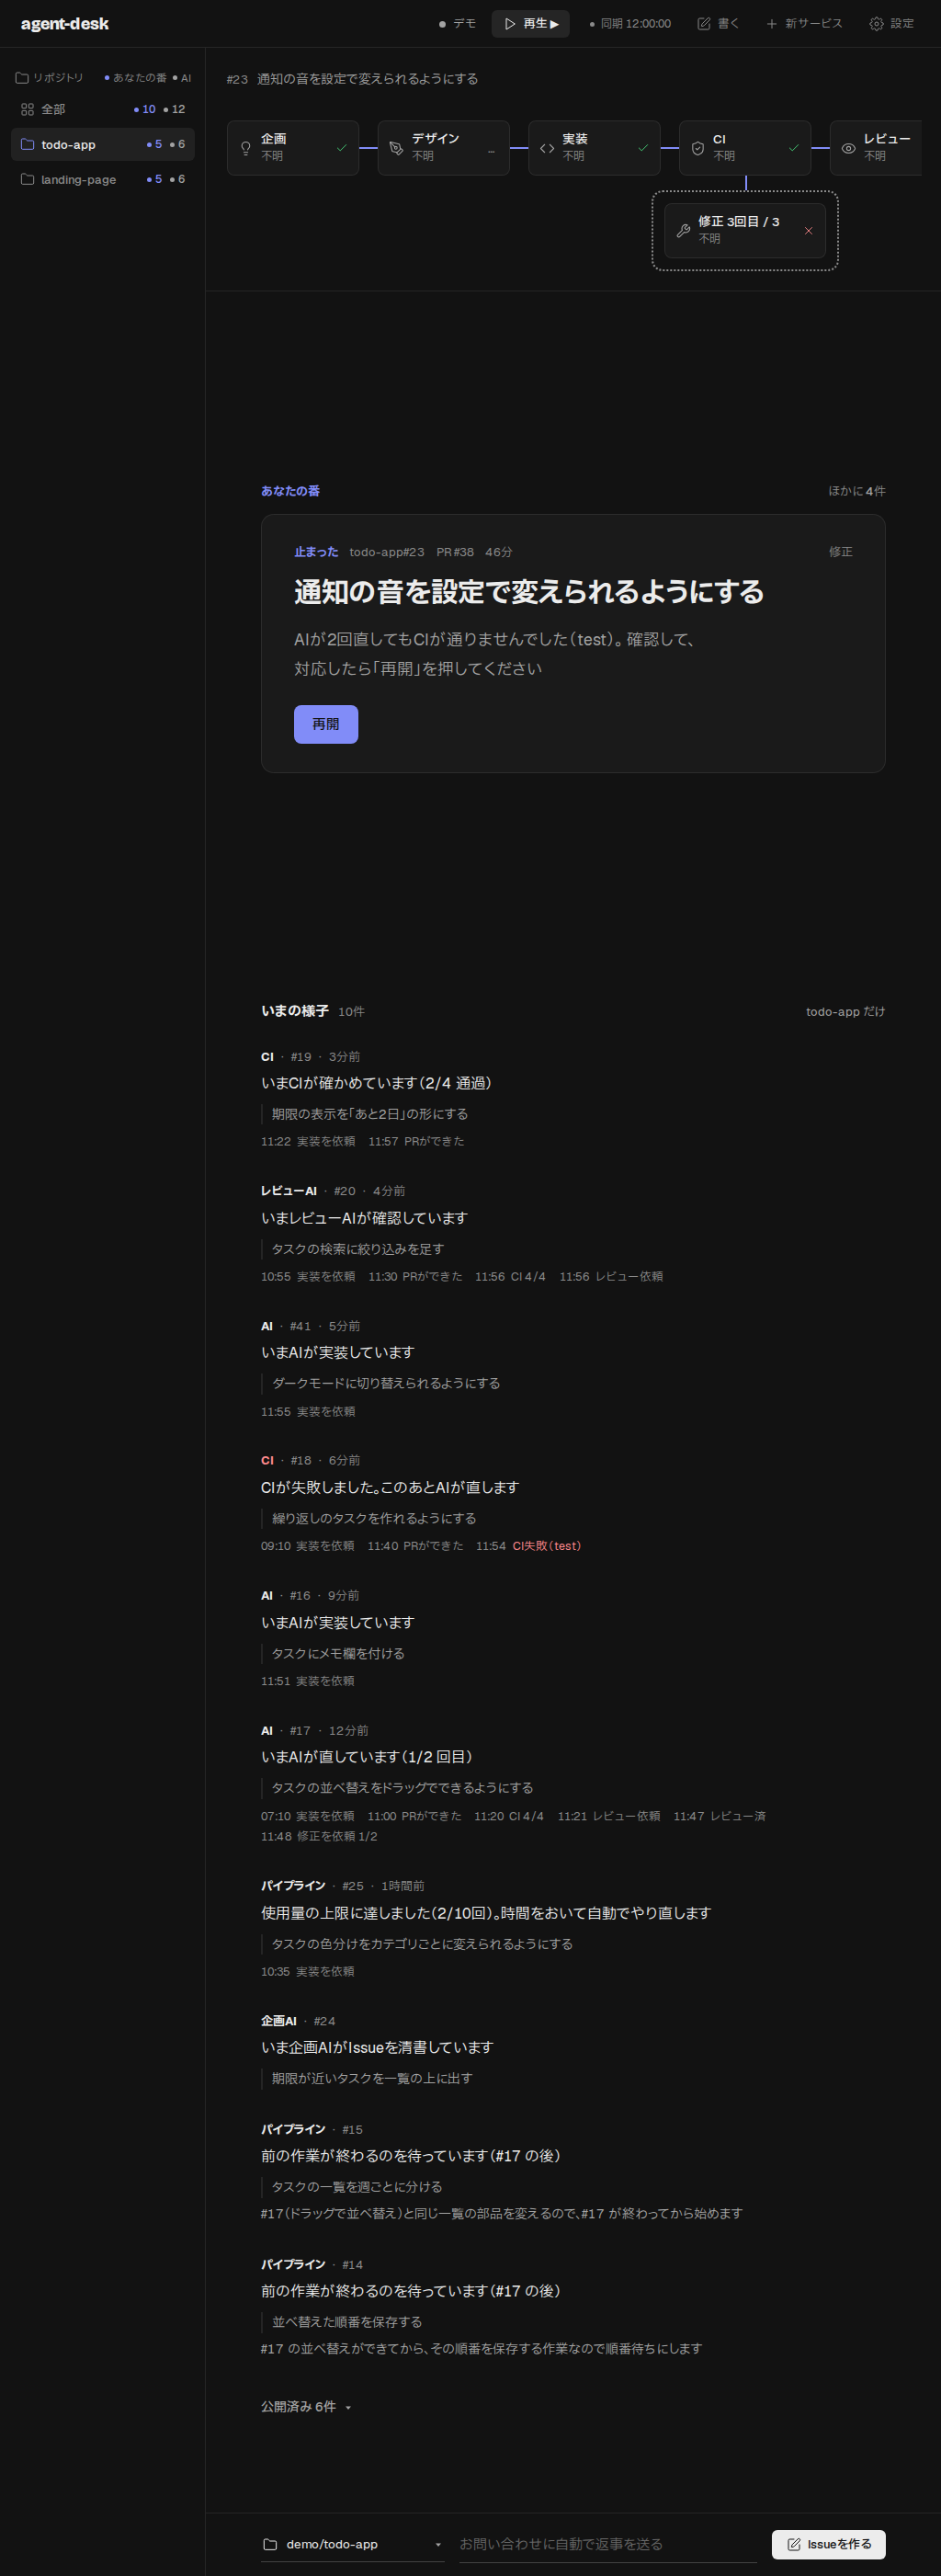 agent-desk
デモ
再生 ▶
同期 12:00:00
書く
新サービス
設定
リポジトリ
あなたの番
AI
全部
10
12
todo-app
5
6
landing-page
5
6
#23 通知の音を設定で変えられるようにする
企画
不明
デザイン
不明
…
実装
不明
CI
不明
レビュー
不明
修正 3回目 / 3
不明
あなたの番
ほかに 4件
止まった todo-app#23 PR #38 46分
修正
通知の音を設定で変えられるようにする
AIが2回直してもCIが通りませんでした（test）。確認して、
対応したら「再開」を押してください
再開
いまの様子 10件
todo-app だけ
CI · #19 · 3分前
いまCIが確かめています（2/4 通過）
期限の表示を「あと2日」の形にする
11:22 実装を依頼 11:57 PRができた
レビューAI · #20 · 4分前
いまレビューAIが確認しています
タスクの検索に絞り込みを足す
10:55 実装を依頼 11:30 PRができた 11:56 CI 4/4 11:56 レビュー依頼
AI · #41 · 5分前
いまAIが実装しています
ダークモードに切り替えられるようにする
11:55 実装を依頼
CI · #18 · 6分前
CIが失敗しました。このあとAIが直します
繰り返しのタスクを作れるようにする
09:10 実装を依頼 11:40 PRができた 11:54 CI失敗（test）
AI · #16 · 9分前
いまAIが実装しています
タスクにメモ欄を付ける
11:51 実装を依頼
AI · #17 · 12分前
いまAIが直しています（1/2 回目）
タスクの並べ替えをドラッグでできるようにする
07:10 実装を依頼 11:00 PRができた 11:20 CI 4/4 11:21 レビュー依頼 11:47 レビュー済
11:48 修正を依頼 1/2
パイプライン · #25 · 1時間前
使用量の上限に達しました（2/10回）。時間をおいて自動でやり直します
タスクの色分けをカテゴリごとに変えられるようにする
10:35 実装を依頼
企画AI · #24
いま企画AIがIssueを清書しています
期限が近いタスクを一覧の上に出す
パイプライン · #15
前の作業が終わるのを待っています（#17 の後）
タスクの一覧を週ごとに分ける
#17（ドラッグで並べ替え）と同じ一覧の部品を変えるので、#17 が終わってから始めます
パイプライン · #14
前の作業が終わるのを待っています（#17 の後）
並べ替えた順番を保存する
#17 の並べ替えができてから、その順番を保存する作業なので順番待ちにします
公開済み 6件
demo/todo-app
お問い合わせに自動で返事を送る
Issueを作る